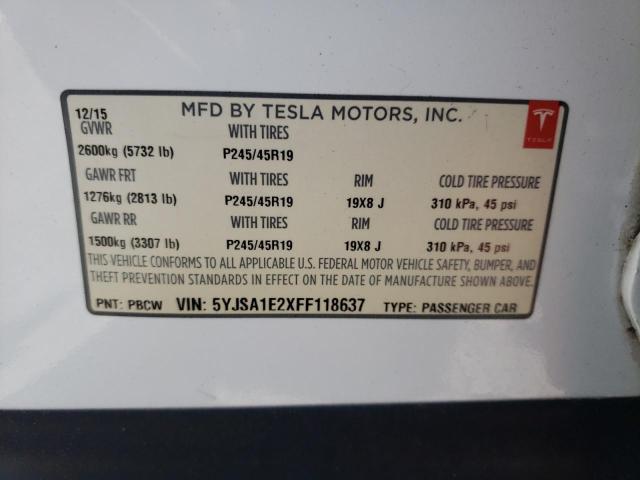 12/15 MFD BY TESLA MOTORS, INC. TESLA
GVWR WITH TIRES
2600kg (5732 lb) P245/45R19
GAWR FRT WITH TIRES RIM COLD TIRE PRESSURE
1276kg (2813 lb) P245/45R19 19X8 J 310 kPa, 45 psi
GAWR RR WITH TIRES RIM COLD TIRE PRESSURE
1500kg (3307 lb) P245/45R19 19X8 J 310 kPa, 45 psi
THIS VEHICLE CONFORMS TO ALL APPLICABLE U.S. FEDERAL MOTOR VEHICLE SAFETY, BUMPER, AND
THEFT PREVENTION STANDARDS IN EFFECT ON THE DATE OF MANUFACTURE SHOWN ABOVE.
PNT: PBCW VIN: 5YJSA1E2XFF118637 TYPE: PASSENGER CAR